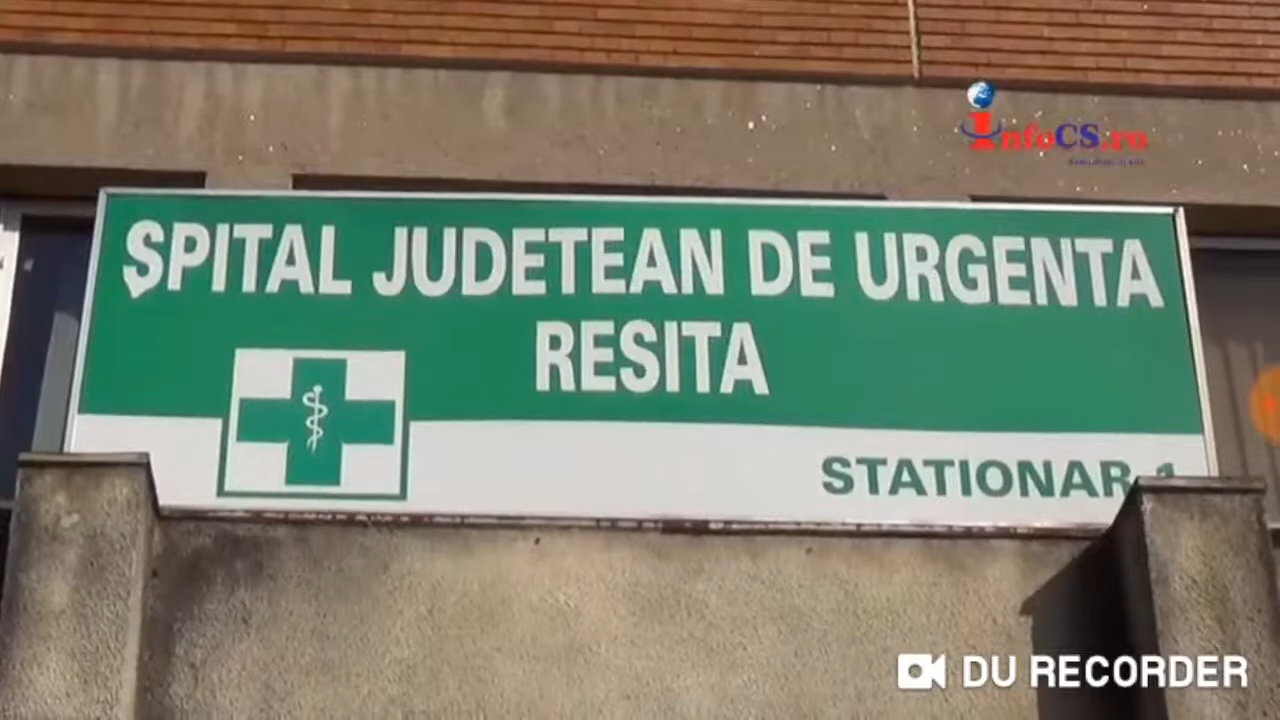 InfoCS.ro
SPITAL JUDETEAN DE URGENTA
RESITA
STATIONAR 1
DU RECORDER